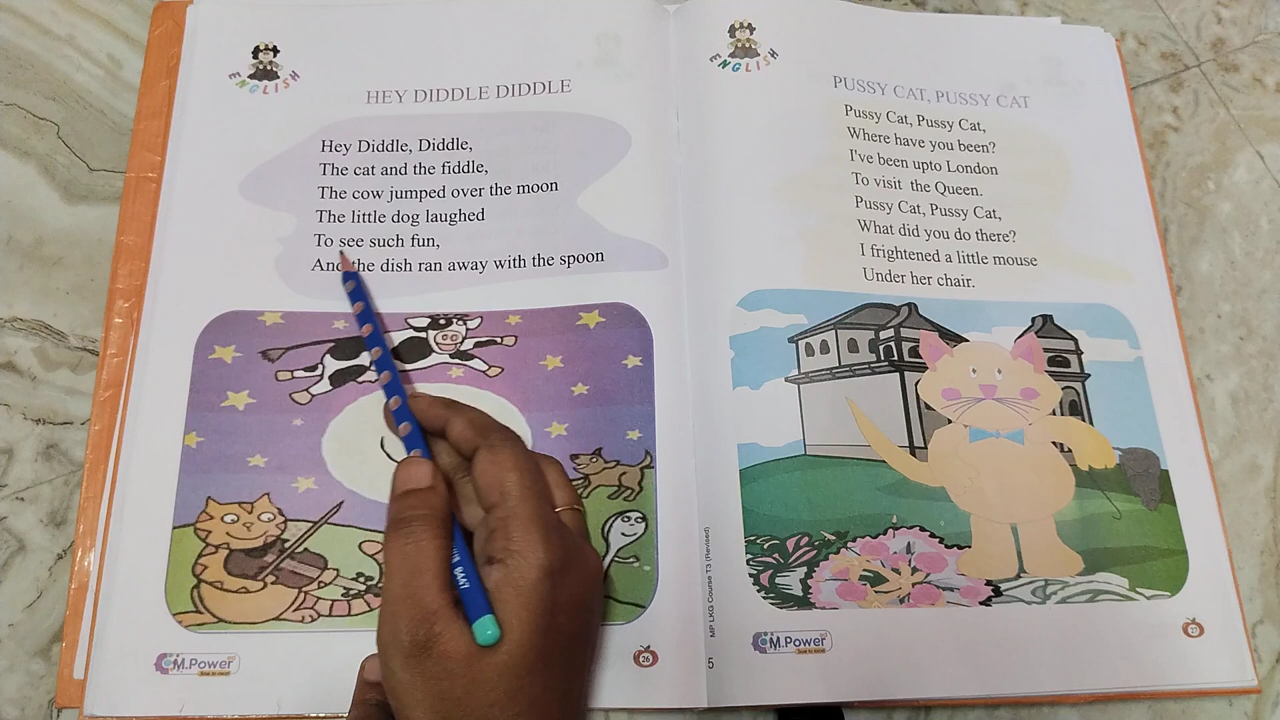 ENGLISH
HEY DIDDLE DIDDLE
Hey Diddle, Diddle,
The cat and the fiddle,
The cow jumped over the moon
The little dog laughed
To see such fun,
And the dish ran away with the spoon
M.Power
26
ENGLISH
PUSSY CAT, PUSSY CAT
Pussy Cat, Pussy Cat,
Where have you been?
I've been upto London
To visit the Queen.
Pussy Cat, Pussy Cat,
What did you do there?
I frightened a little mouse
Under her chair.
MP LKG Course T3 (Revised)
5
M.Power
27